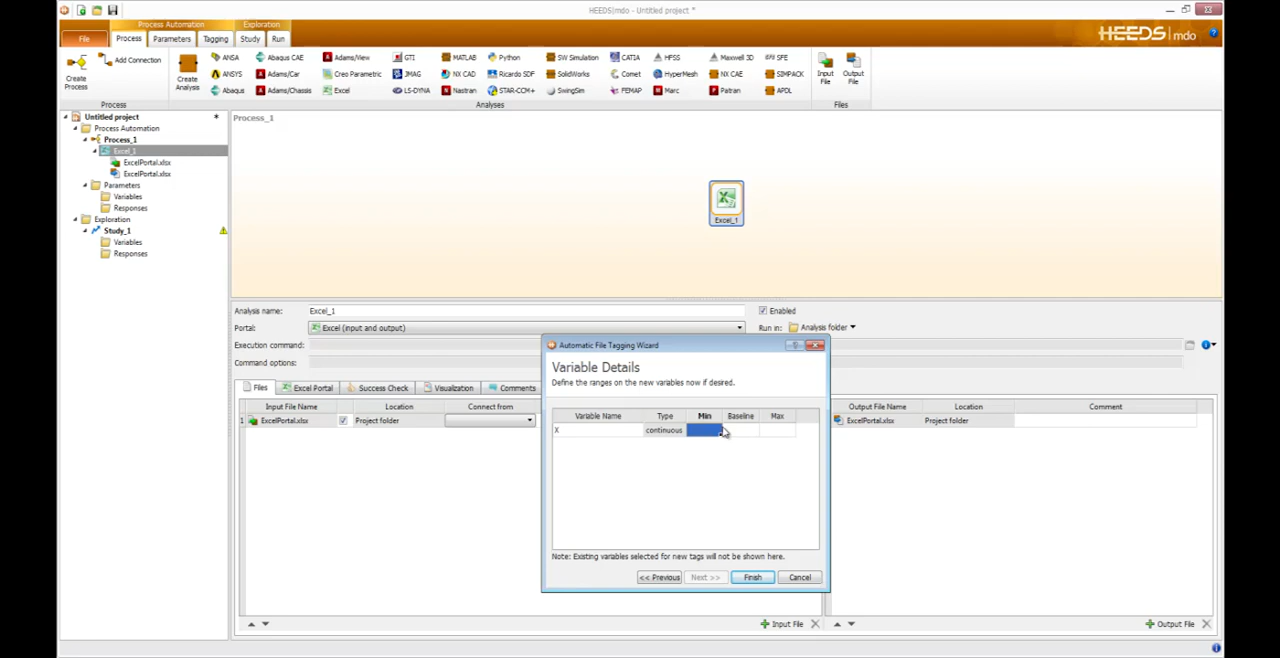 HEEDS|mdo - Untitled project *
Process Automation Exploration
File Process Parameters Tagging Study Run
HEEDS | mdo
Create Process
Add Connection
Create Analysis
ANSA Abaqus CAE Adams/View GTI MATLAB Python SW Simulation CATIA HFSS Maxwell 3D SFE
ANSYS Adams/Car Creo Parametric JMAG NX CAD Ricardo SDF SolidWorks Comet HyperMesh NX CAE SIMPACK
Abaqus Adams/Chassis Excel LS-DYNA Nastran STAR-CCM+ SwingSim FEMAP Marc Patran APDL
Input File
Output File
Process Analyses Files
Untitled project *
Process Automation
Process_1
Excel_1
ExcelPortal.xlsx
ExcelPortal.xlsx
Parameters
Variables
Responses
Exploration
Study_1
Variables
Responses
Process_1
Excel_1
Analysis name: Excel_1 Enabled
Portal: Excel (input and output) Run in: Analysis folder
Execution command:
Command options:
Files Excel Portal Success Check Visualization Comments
Input File Name Location Connect from
1 ExcelPortal.xlsx Project folder
Output File Name Location Comment
ExcelPortal.xlsx Project folder
Automatic File Tagging Wizard
Variable Details
Define the ranges on the new variables now if desired.
Variable Name Type Min Baseline Max
X continuous
Note: Existing variables selected for new tags will not be shown here.
<< Previous Next >> Finish Cancel
Input File
Output File